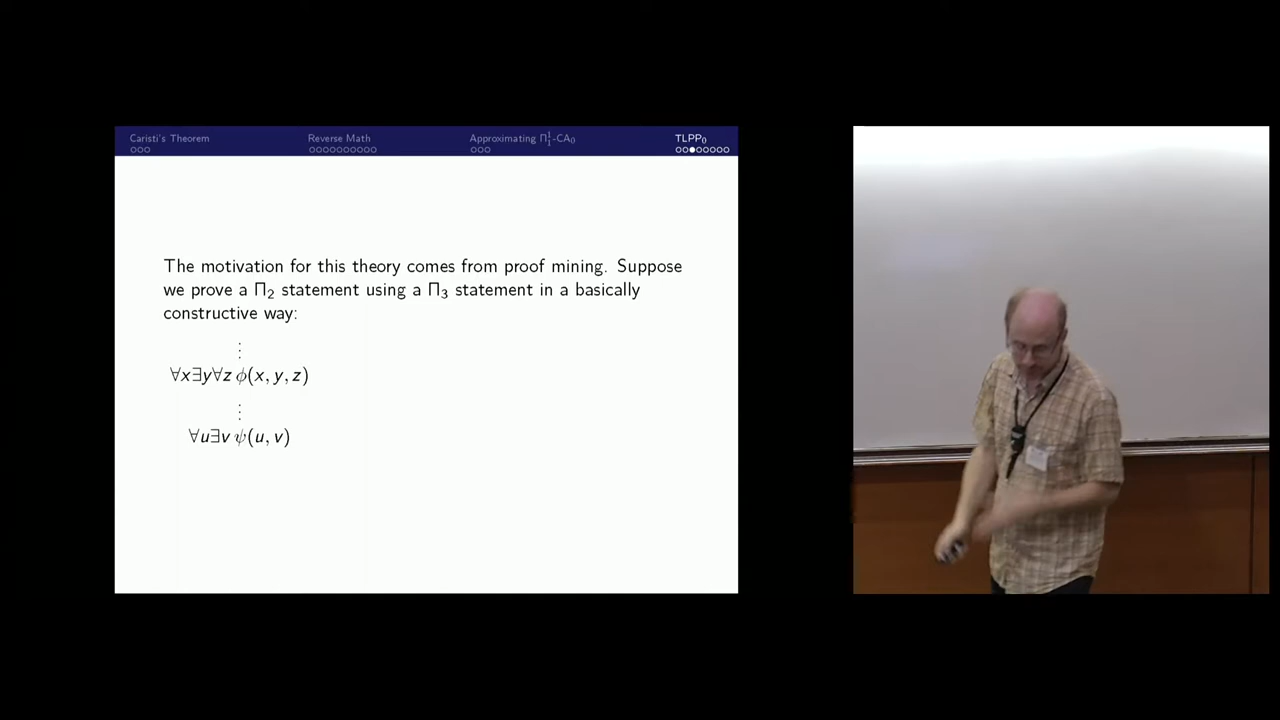 Caristi's Theorem Reverse Math Approximating Π¹₁-CA₀ TLPP₀
The motivation for this theory comes from proof mining. Suppose
we prove a Π₂ statement using a Π₃ statement in a basically
constructive way:
⋮
∀x∃y∀z ϕ(x, y, z)
⋮
∀u∃v ψ(u, v)